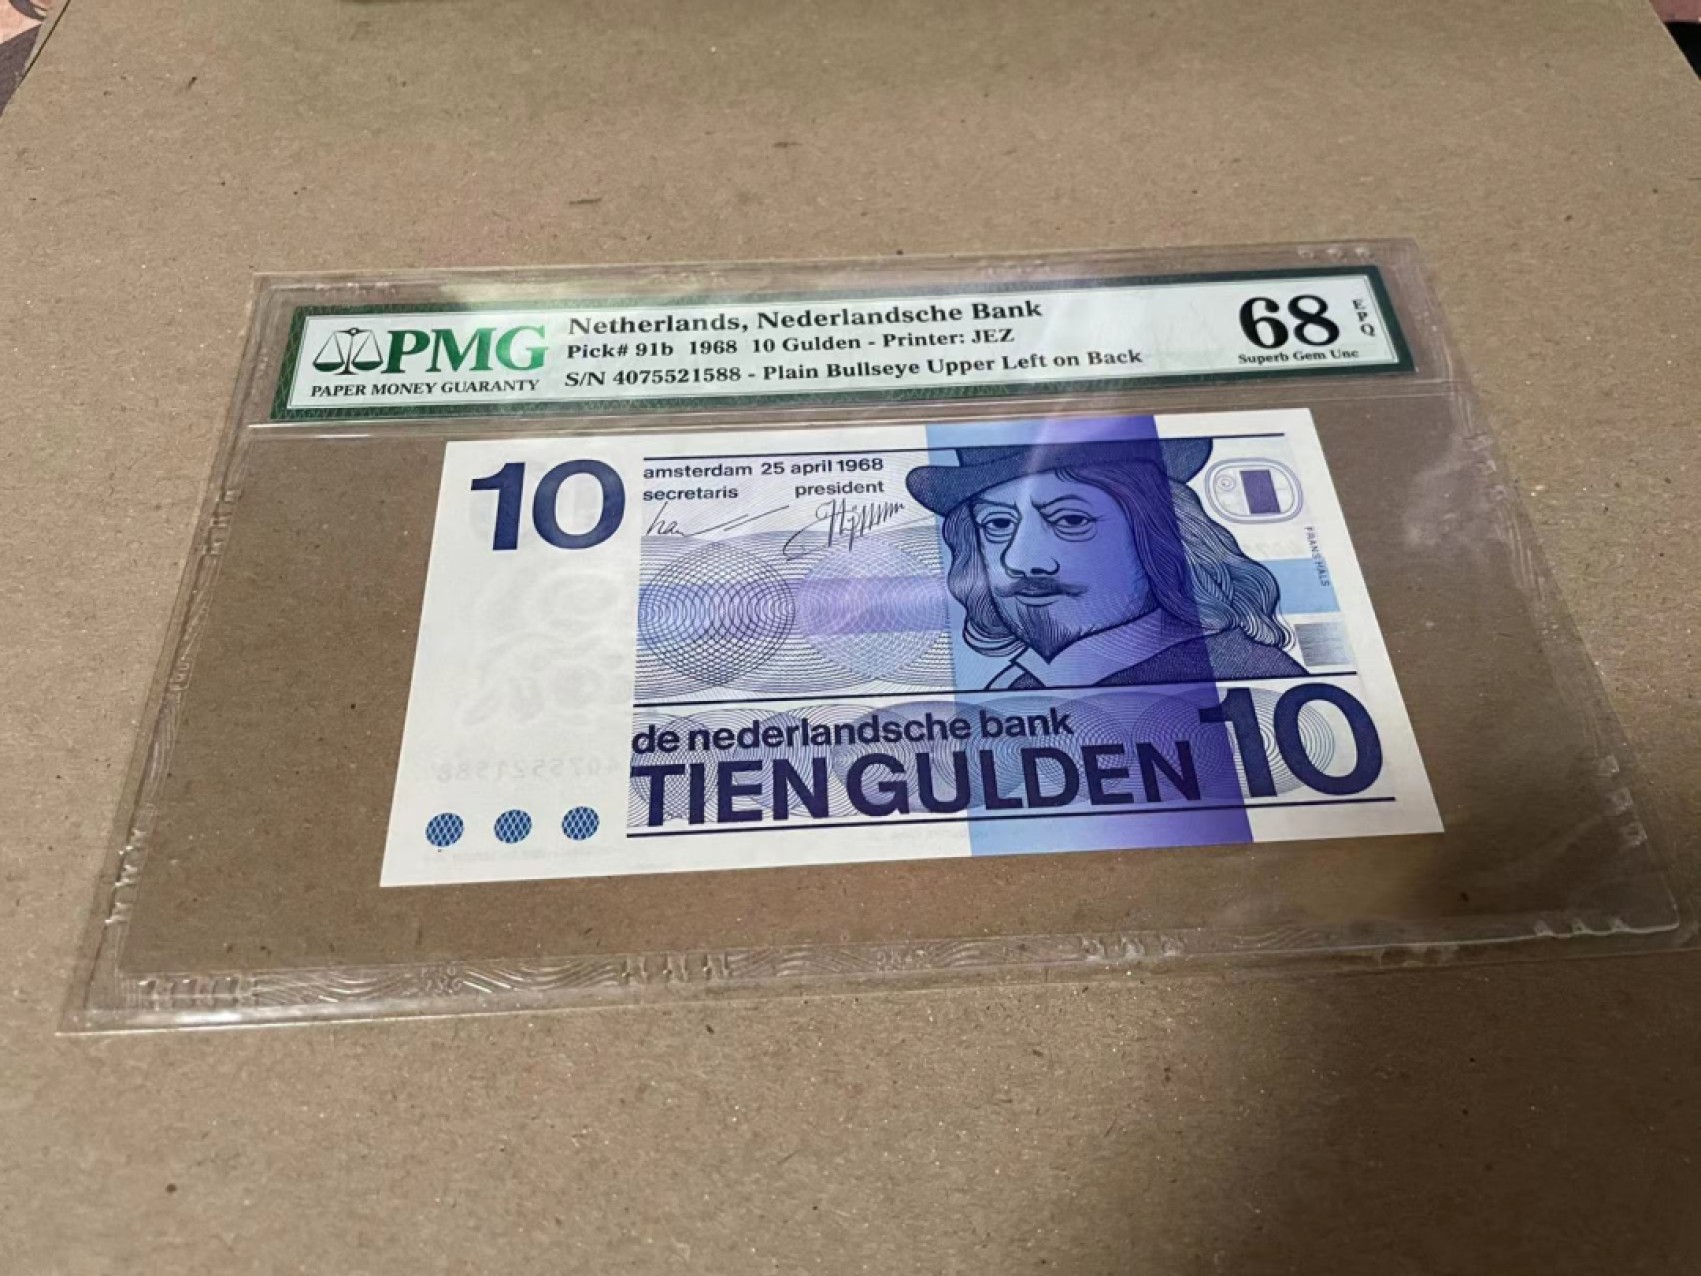 PMG
PAPER MONEY GUARANTY
Netherlands, Nederlandsche Bank
Pick# 91b 1968 10 Gulden - Printer: JEZ
S/N 4075521588 - Plain Bullseye Upper Left on Back
68
EPQ
Superb Gem Unc
10
amsterdam 25 april 1968
secretaris president
FRANS HALS
de nederlandsche bank
TIEN GULDEN
10